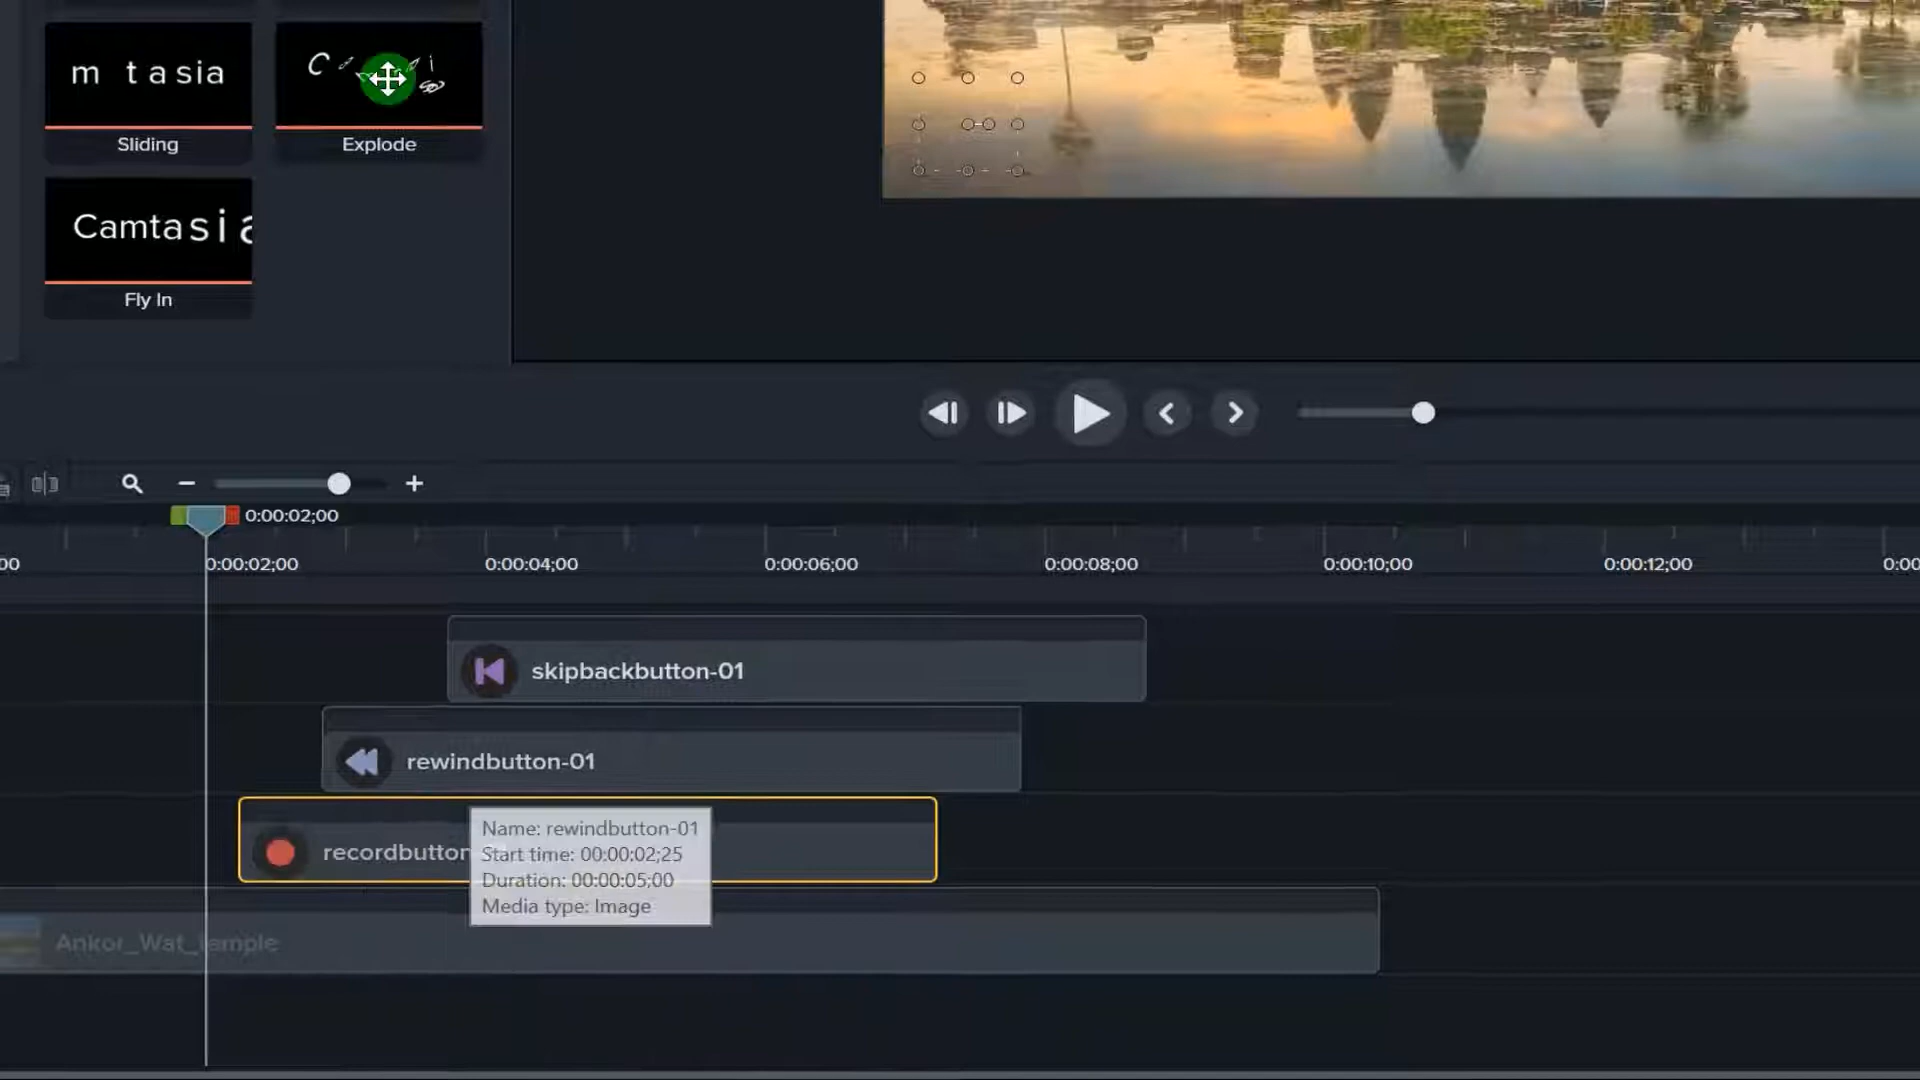 m tasia
Sliding
Explode
Camtasia
Fly In
0:00:02;00
00
0:00:02;00
0:00:04;00
0:00:06;00
0:00:08;00
0:00:10;00
0:00:12;00
0:00
skipbackbutton-01
rewindbutton-01
recordbutton
Name: rewindbutton-01
Start time: 00:00:02;25
Duration: 00:00:05;00
Media type: Image
Ankor_Wat_temple